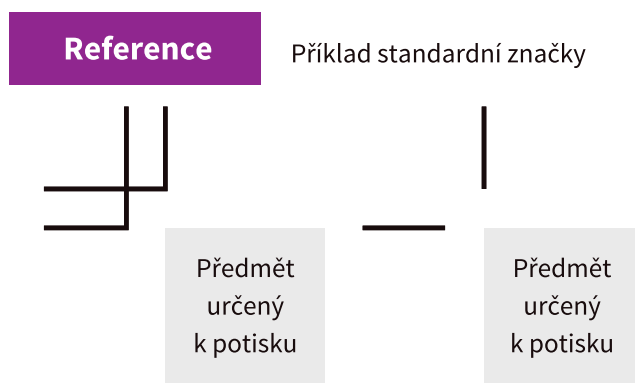 Reference
Příklad standardní značky
Předmět
určený
k potisku
Předmět
určený
k potisku